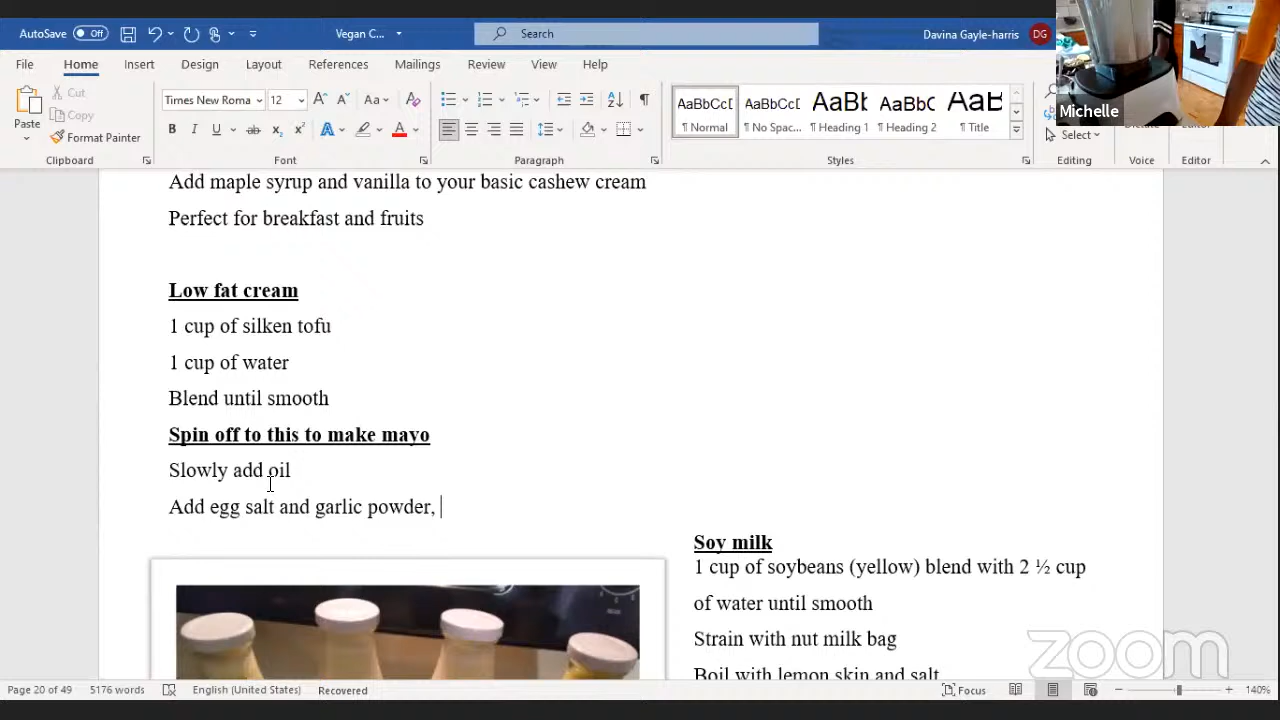 AutoSave Off Vegan C... Search Davina Gayle-harris DG
File Home Insert Design Layout References Mailings Review View Help
Michelle
Paste Cut Copy Format Painter
Times New Roma 12 Aa
B I U ab x₂ x² A A
AaBbCcI AaBbCcI AaBb( AaBbC AaB
¶ Normal ¶ No Spac... ¶ Heading 1 ¶ Heading 2 ¶ Title
Select
Clipboard Font Paragraph Styles Editing Voice Editor
Add maple syrup and vanilla to your basic cashew cream
Perfect for breakfast and fruits
Low fat cream
1 cup of silken tofu
1 cup of water
Blend until smooth
Spin off to this to make mayo
Slowly add oil
Add egg salt and garlic powder,
Soy milk
1 cup of soybeans (yellow) blend with 2 ½ cup
of water until smooth
Strain with nut milk bag
Boil with lemon skin and salt
zoom
Page 20 of 49 5176 words English (United States) Recovered Focus 140%